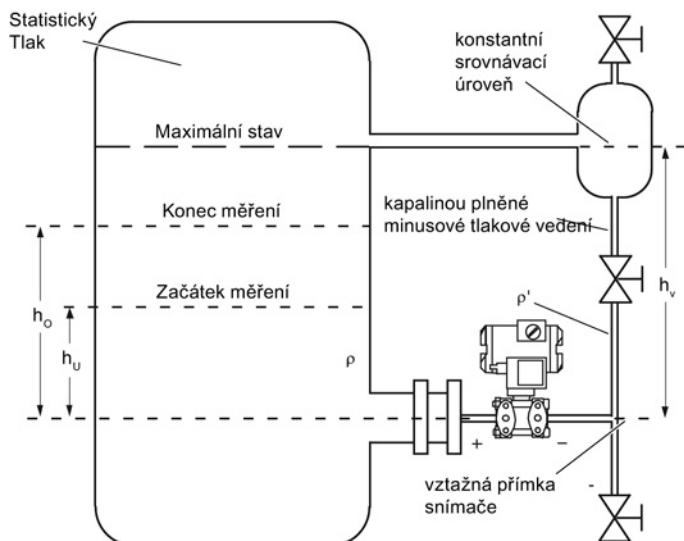 Statistický
Tlak
konstantní
srovnávací
úroveň
Maximální stav
kapalinou plněné
minusové tlakové vedení
Konec měření
Začátek měření
h_O
h_U
h_v
ρ
ρ'
+
−
vztažná přímka
snímače
-